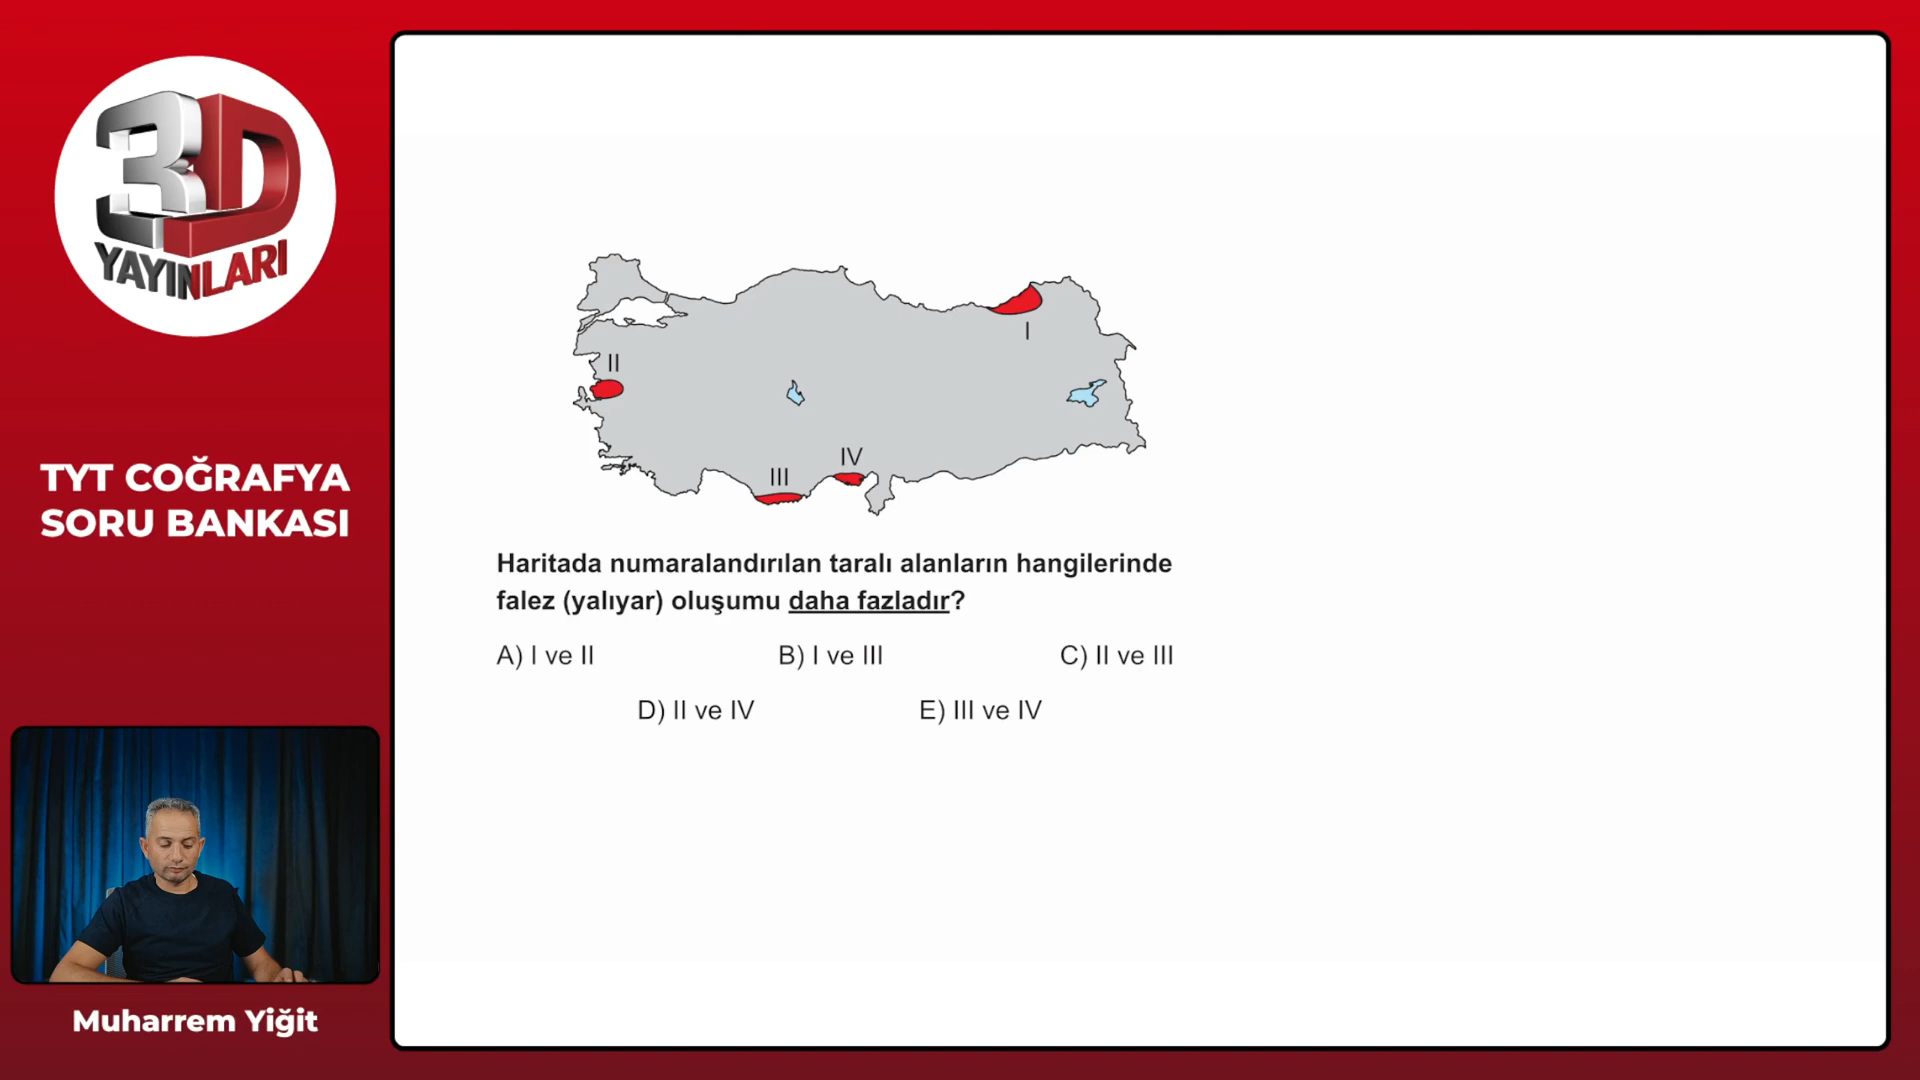 3D
YAYINLARI
TYT COĞRAFYA
SORU BANKASI
Muharrem Yiğit
I
II
III
IV
Haritada numaralandırılan taralı alanların hangilerinde
falez (yalıyar) oluşumu daha fazladır?
A) I ve II
B) I ve III
C) II ve III
D) II ve IV
E) III ve IV